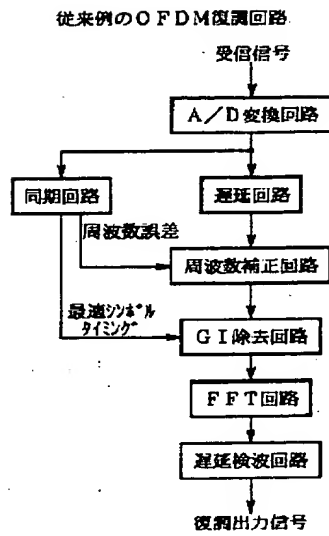 従来例のOFDM復調回路
受信信号
A/D変換回路
同期回路
遅延回路
周波数誤差
周波数補正回路
最適シンボル
タイミング
GI除去回路
FFT回路
遅延検波回路
復調出力信号